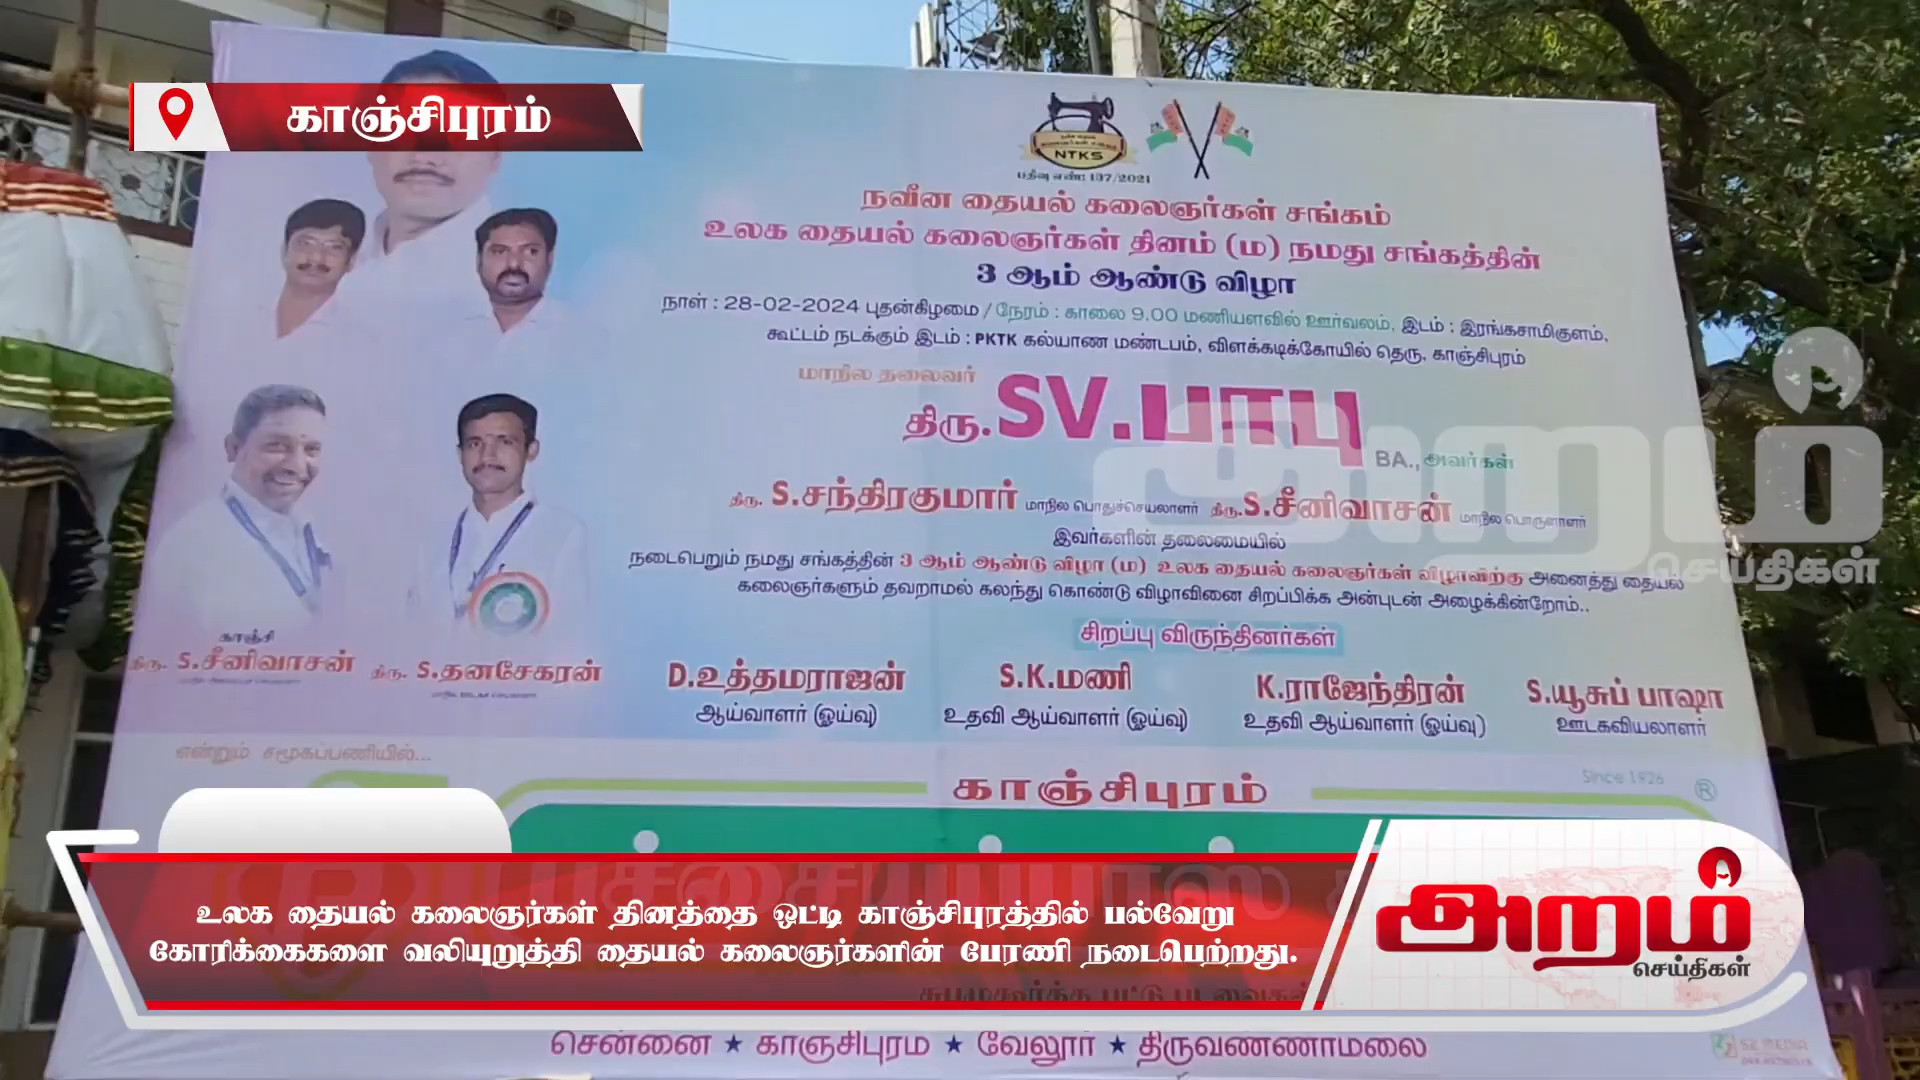 காஞ்சிபுரம்
NTKS
பதிவு எண்: 137/2021
நவீன தையல் கலைஞர்கள் சங்கம்
உலக தையல் கலைஞர்கள் தினம் (ம) நமது சங்கத்தின்
3 ஆம் ஆண்டு விழா
நாள் : 28-02-2024 புதன்கிழமை / நேரம் : காலை 9.00 மணியளவில் ஊர்வலம், இடம் : இரங்கசாமிகுளம்,
கூட்டம் நடக்கும் இடம் : PKTK கல்யாண மண்டபம், விளக்கடிக்கோயில் தெரு, காஞ்சிபுரம்
மாநில தலைவர்
திரு.SV.பாபு BA., அவர்கள்
திரு. S.சந்திரகுமார் மாநில பொதுச்செயலாளர் திரு.S.சீனிவாசன் மாநில பொருளாளர்
இவர்களின் தலைமையில்
நடைபெறும் நமது சங்கத்தின் 3 ஆம் ஆண்டு விழா (ம) உலக தையல் கலைஞர்கள் விழாவிற்கு அனைத்து தையல்
கலைஞர்களும் தவறாமல் கலந்து கொண்டு விழாவினை சிறப்பிக்க அன்புடன் அழைக்கின்றோம்..
சிறப்பு விருந்தினர்கள்
D.உத்தமராஜன் S.K.மணி K.ராஜேந்திரன் S.யூசுப் பாஷா
ஆய்வாளர் (ஓய்வு) உதவி ஆய்வாளர் (ஓய்வு) உதவி ஆய்வாளர் (ஓய்வு) ஊடகவியலாளர்
காஞ்சி
திரு. S.சீனிவாசன் திரு. S.தனசேகரன்
என்றும் சமூகப்பணியில்...
காஞ்சிபுரம்
Since 1926
®
அறம்
செய்திகள்
உலக தையல் கலைஞர்கள் தினத்தை ஒட்டி காஞ்சிபுரத்தில் பல்வேறு
கோரிக்கைகளை வலியுறுத்தி தையல் கலைஞர்களின் பேரணி நடைபெற்றது.
அறம்
செய்திகள்
சென்னை ★ காஞ்சிபுரம ★ வேலூர் ★ திருவண்ணாமலை